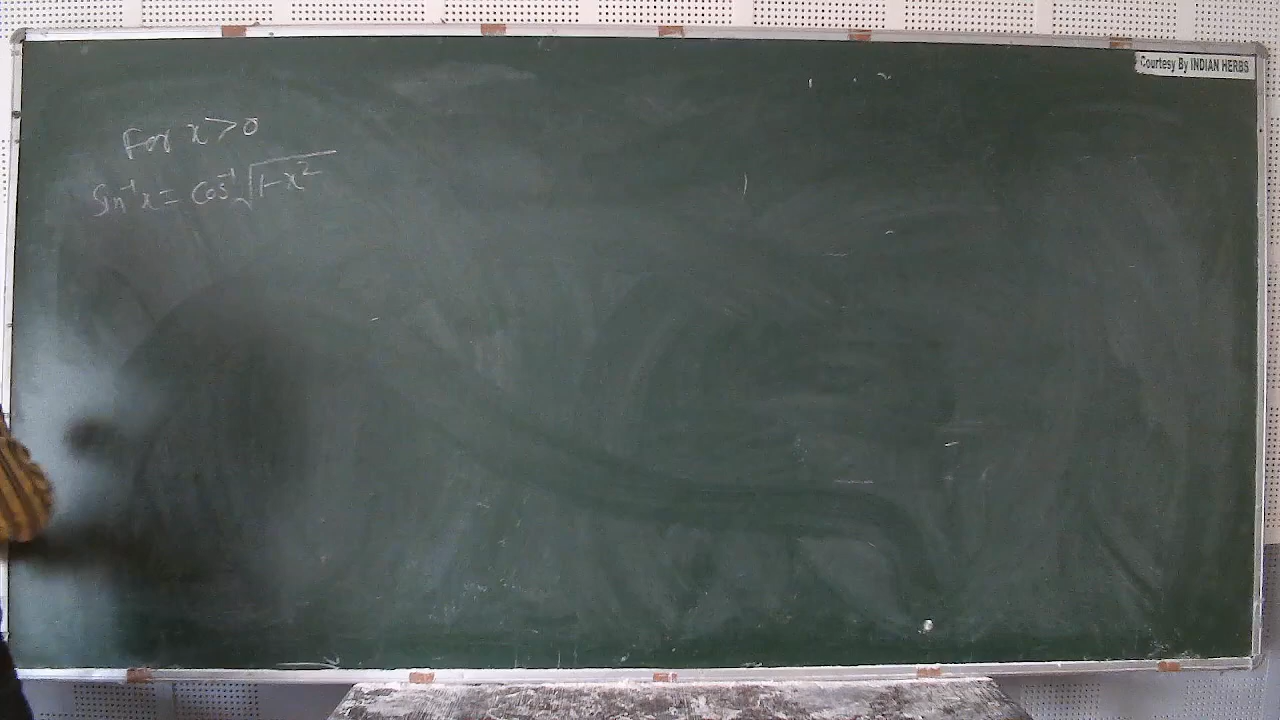 Courtesy By INDIAN HERBS
For x > 0
Sin⁻¹x = Cos⁻¹√(1-x²)